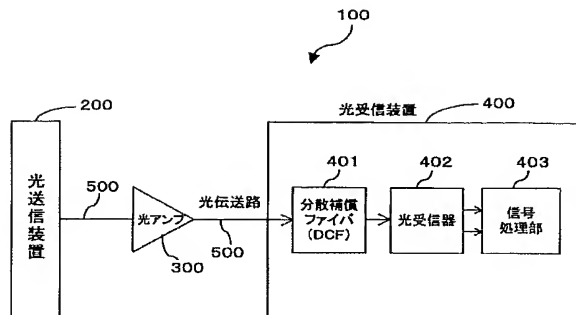 100
200
光送信装置
500
光アンプ
300
光伝送路
500
光受信装置
400
401
分散補償
ファイバ
(DCF)
402
光受信器
403
信号
処理部